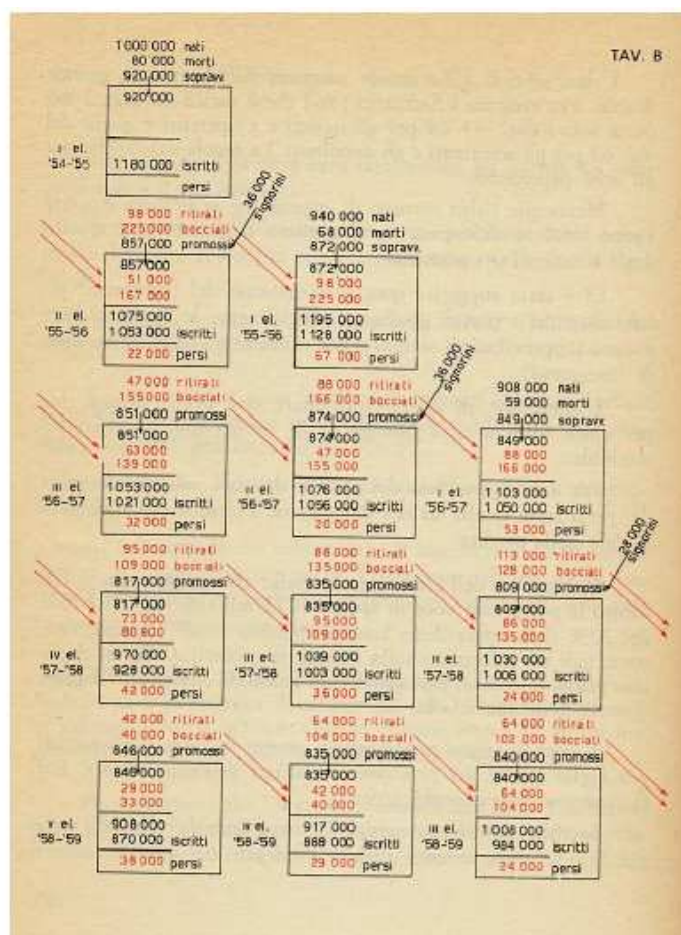 TAV. B
1 000 000 nati
80 000 morti
920 000 sopravv.
920 000
I el.
'54-'55
1 180 000 iscritti
persi
98 000 ritirati
225 000 bocciati
857 000 promossi
36 000 signorini
857 000
51 000
167 000
II el.
'55-'56
1 075 000
1 053 000 iscritti
22 000 persi
940 000 nati
68 000 morti
872 000 sopravv.
872 000
98 000
225 000
I el.
'55-'56
1 195 000
1 128 000 iscritti
67 000 persi
47 000 ritirati
155 000 bocciati
851 000 promossi
851 000
63 000
139 000
III el.
'56-'57
1 053 000
1 021 000 iscritti
32 000 persi
88 000 ritirati
166 000 bocciati
874 000 promossi
36 000 signorini
874 000
47 000
155 000
II el.
'56-'57
1 076 000
1 056 000 iscritti
20 000 persi
908 000 nati
59 000 morti
849 000 sopravv.
849 000
88 000
166 000
I el.
'56-'57
1 103 000
1 050 000 iscritti
53 000 persi
95 000 ritirati
109 000 bocciati
817 000 promossi
817 000
73 000
80 800
IV el.
'57-'58
970 000
928 000 iscritti
42 000 persi
88 000 ritirati
135 000 bocciati
835 000 promossi
835 000
95 000
109 000
III el.
'57-'58
1 039 000
1 003 000 iscritti
36 000 persi
113 000 ritirati
128 000 bocciati
809 000 promossi
28 000 signorini
809 000
86 000
135 000
II el.
'57-'58
1 030 000
1 006 000 iscritti
24 000 persi
42 000 ritirati
40 000 bocciati
846 000 promossi
846 000
29 000
33 000
V el.
'58-'59
908 000
870 000 iscritti
38 000 persi
64 000 ritirati
104 000 bocciati
835 000 promossi
835 000
42 000
40 000
IV el.
'58-'59
917 000
888 000 iscritti
29 000 persi
64 000 ritirati
102 000 bocciati
840 000 promossi
840 000
64 000
104 000
III el.
'58-'59
1 008 000
984 000 iscritti
24 000 persi